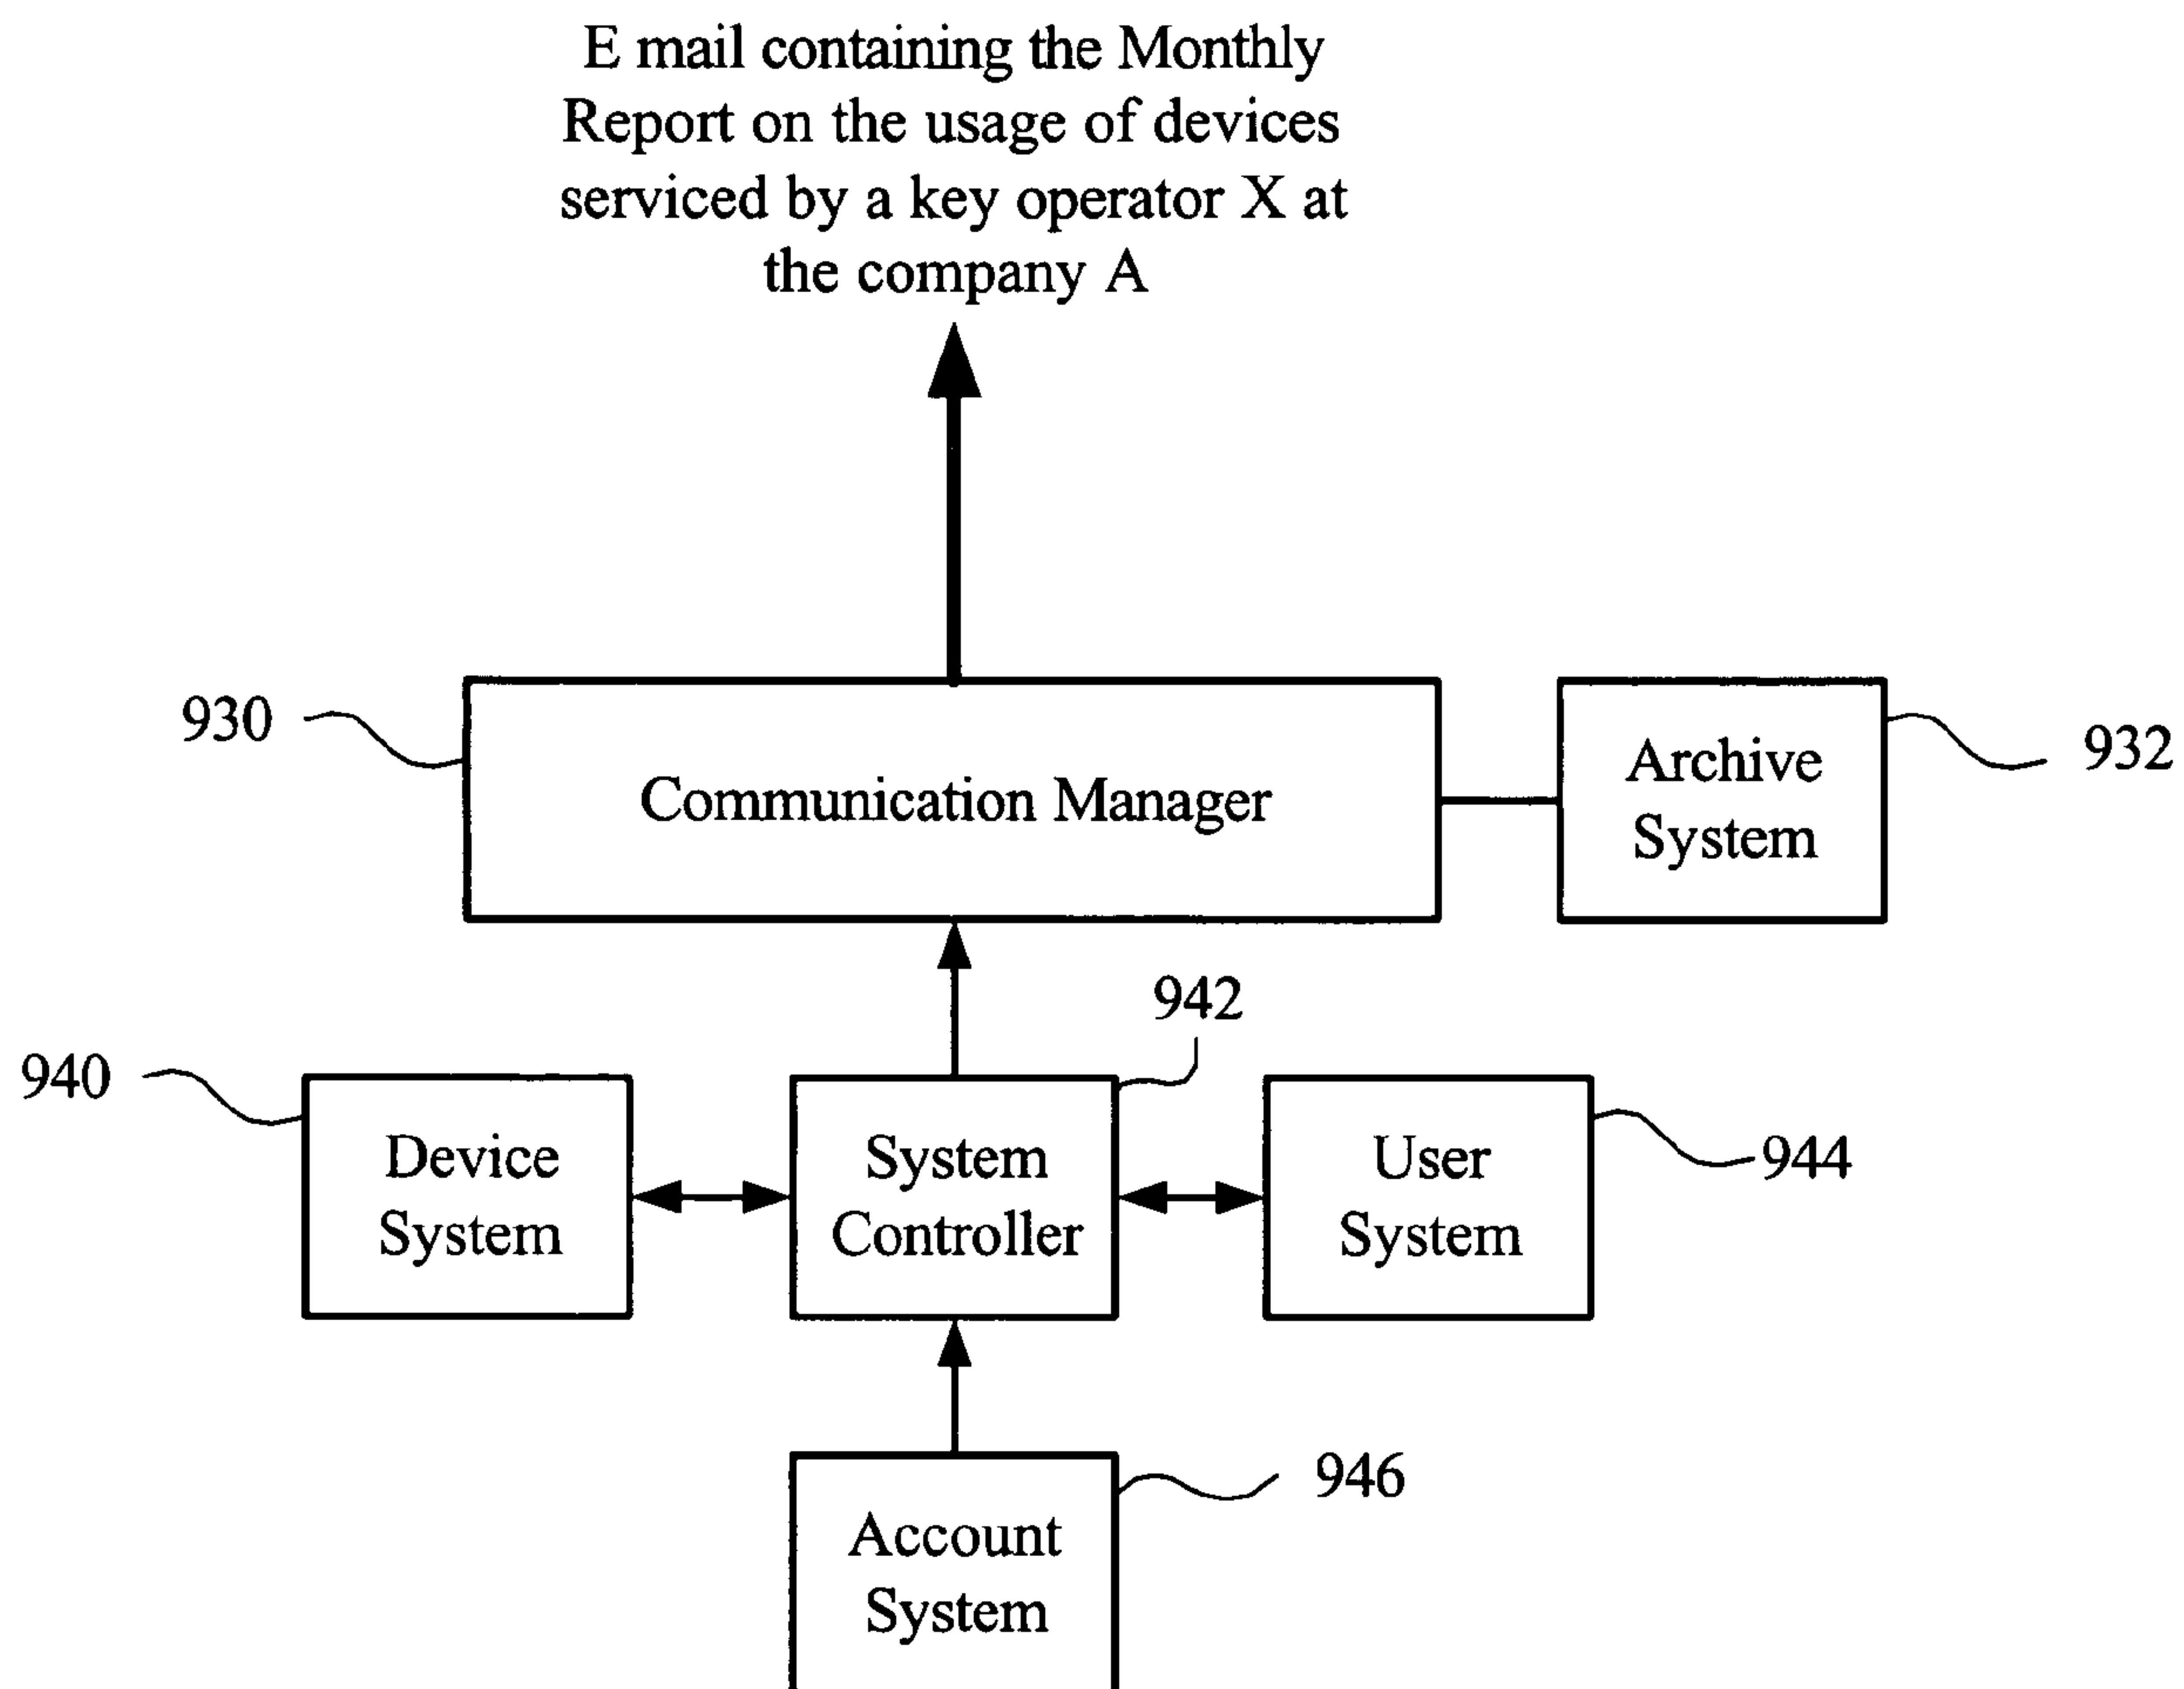 E mail containing the Monthly
Report on the usage of devices
serviced by a key operator X at
the company A
930
Communication Manager
Archive
System
932
942
940
Device
System
System
Controller
User
System
944
946
Account
System